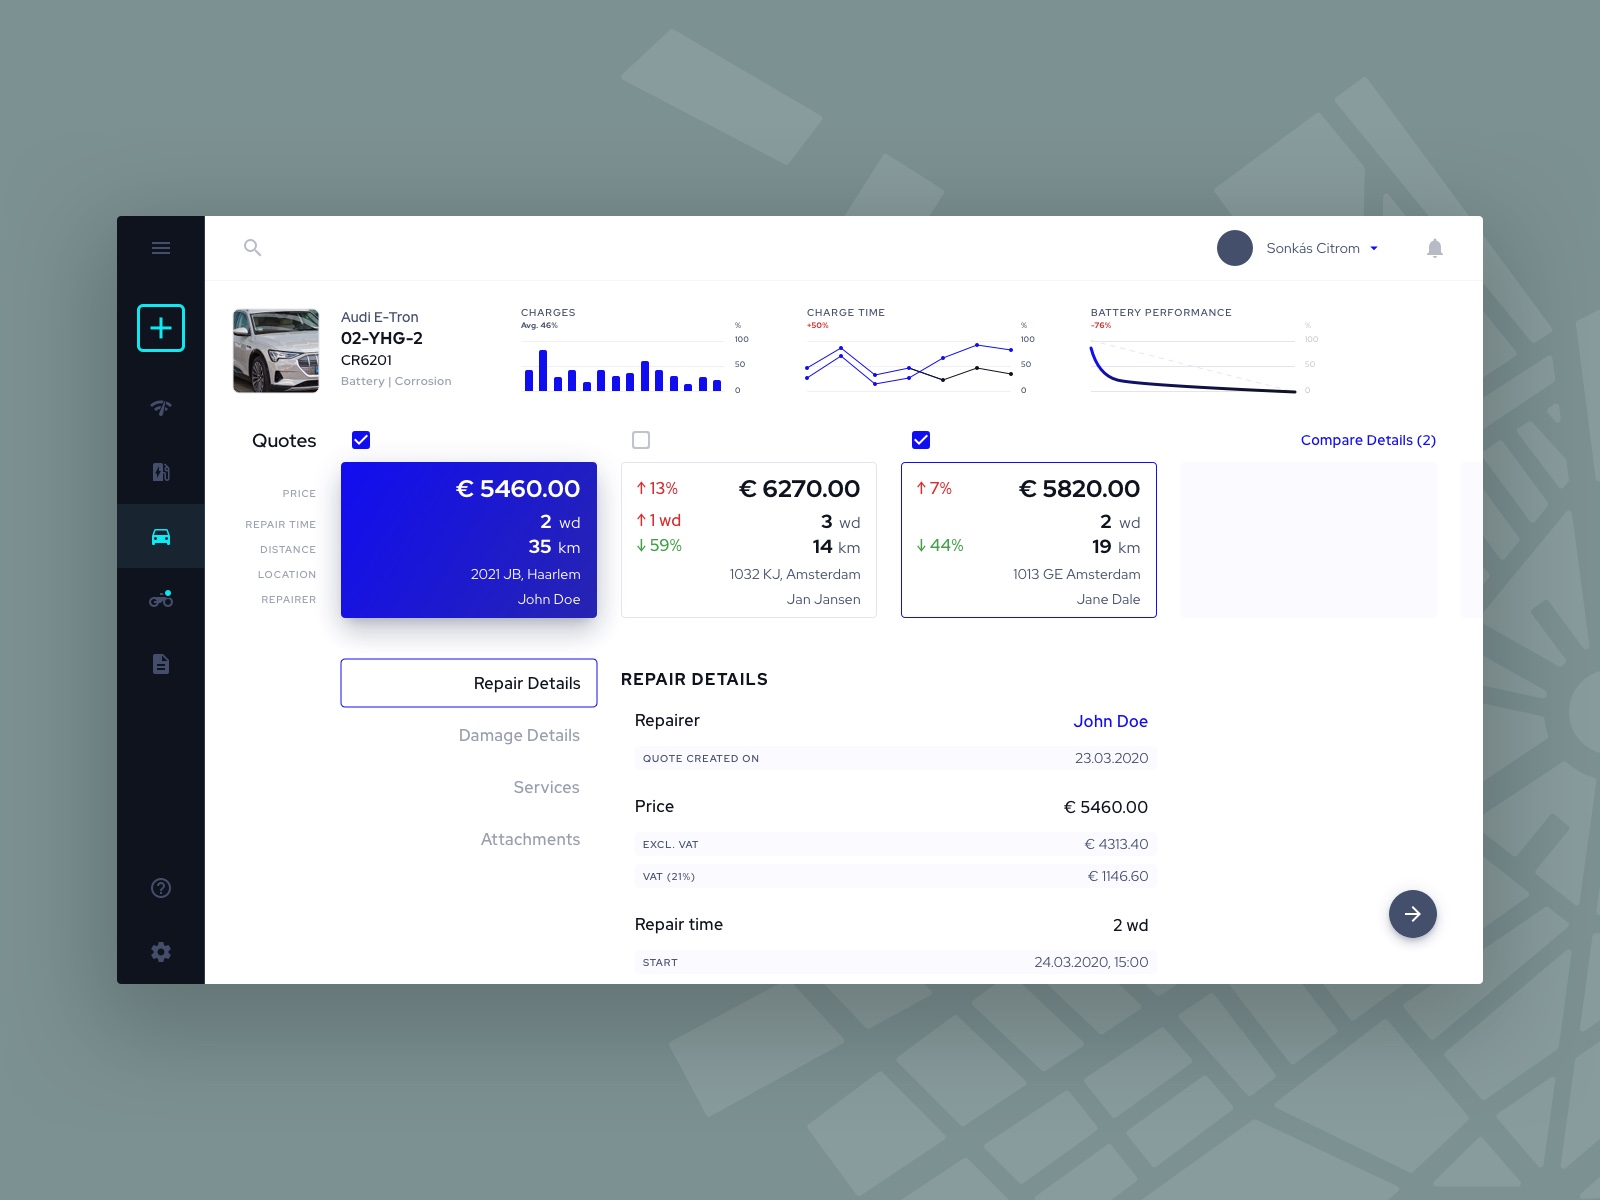 Sonkás Citrom
Audi E-Tron
02-YHG-2
CR6201
Battery | Corrosion
CHARGES
Avg. 46%
%
100
50
0
CHARGE TIME
+50%
%
100
50
0
BATTERY PERFORMANCE
-76%
%
100
50
0
Quotes
Compare Details (2)
PRICE
REPAIR TIME
DISTANCE
LOCATION
REPAIRER
€ 5460.00
2 wd
35 km
2021 JB, Haarlem
John Doe
↑ 13% € 6270.00
↑ 1 wd 3 wd
↓ 59% 14 km
1032 KJ, Amsterdam
Jan Jansen
↑ 7% € 5820.00
2 wd
↓ 44% 19 km
1013 GE Amsterdam
Jane Dale
Repair Details
Damage Details
Services
Attachments
REPAIR DETAILS
Repairer John Doe
QUOTE CREATED ON 23.03.2020
Price € 5460.00
EXCL. VAT € 4313.40
VAT (21%) € 1146.60
Repair time 2 wd
START 24.03.2020, 15:00